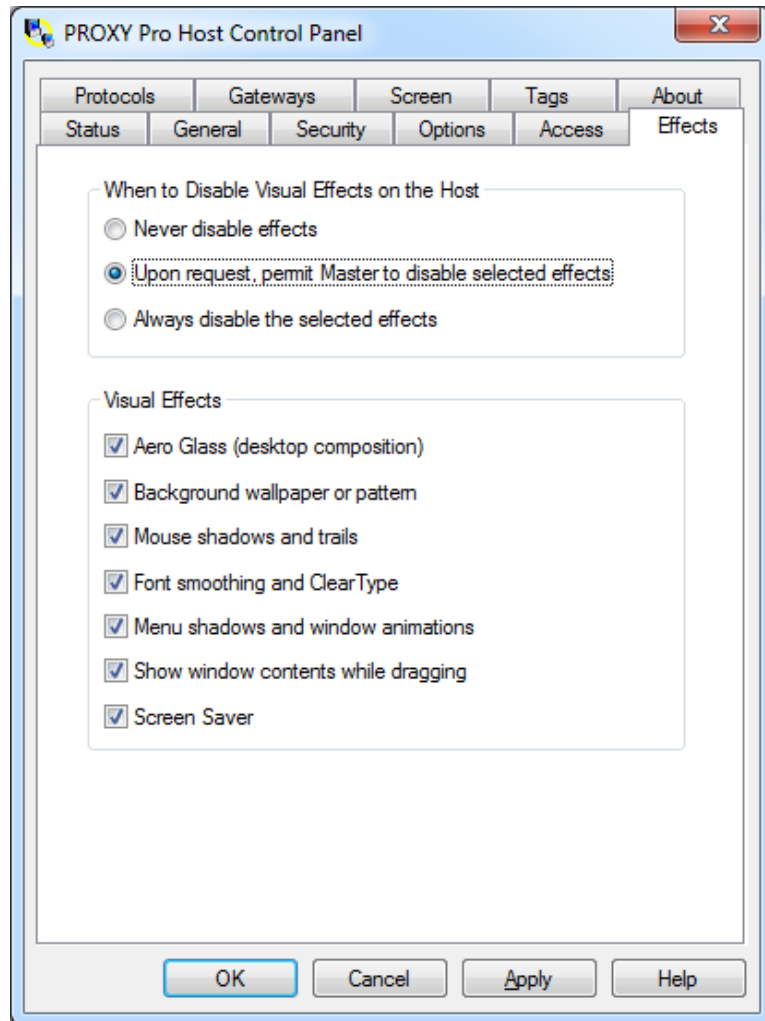 PROXY Pro Host Control Panel
Protocols Gateways Screen Tags About
Status General Security Options Access Effects
When to Disable Visual Effects on the Host
Never disable effects
Upon request, permit Master to disable selected effects
Always disable the selected effects
Visual Effects
Aero Glass (desktop composition)
Background wallpaper or pattern
Mouse shadows and trails
Font smoothing and ClearType
Menu shadows and window animations
Show window contents while dragging
Screen Saver
OK Cancel Apply Help